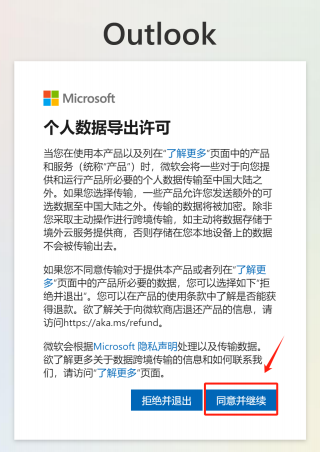 Outlook
Microsoft
个人数据导出许可
当您在使用本产品以及列在“了解更多”页面中的产品
和服务（统称“产品”）时，微软会将一些对于向您提
供和运行产品所必要的个人数据传输至中国大陆之
外。如果您选择传输，一些产品允许您发送额外的可
选数据至中国大陆之外。传输的数据将被加密。除非
您采取主动操作进行跨境传输，如主动将数据存储于
境外云服务提供商，否则存储在您本地设备上的数据
不会被传输出去。
如果您不同意传输对于提供本产品或者列在“了解更
多”页面中的产品所必要的数据，您可以选择如下“拒
绝并退出”。您可以在产品的使用条款中了解是否能获
得退款。欲了解关于向微软商店退还产品的信息，请
访问https://aka.ms/refund。
微软会根据Microsoft 隐私声明处理以及传输数据。
欲了解更多关于数据跨境传输的信息和如何联系我
们，请访问“了解更多”页面。
拒绝并退出
同意并继续